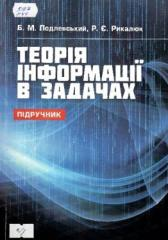 Б. М. Подлевський, Р. Є. Рикалюк
ТЕОРІЯ
ІНФОРМАЦІЇ
В ЗАДАЧАХ
ПІДРУЧНИК